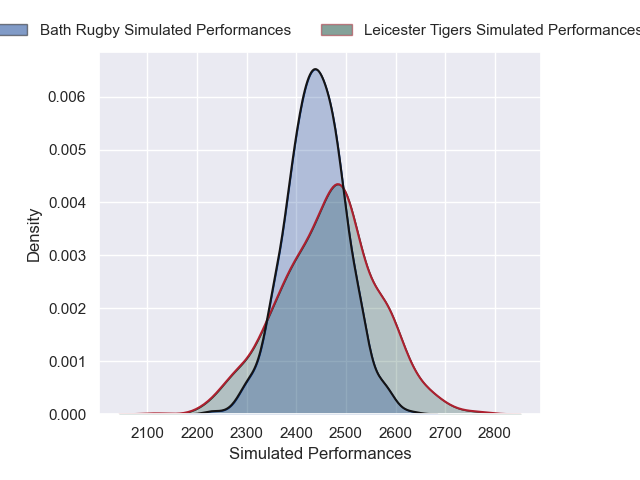 Bath Rugby Simulated Performances Leicester Tigers Simulated Performances
0.006
0.005
0.004
0.003
0.002
0.001
0.000
Density
2100 2200 2300 2400 2500 2600 2700 2800
Simulated Performances